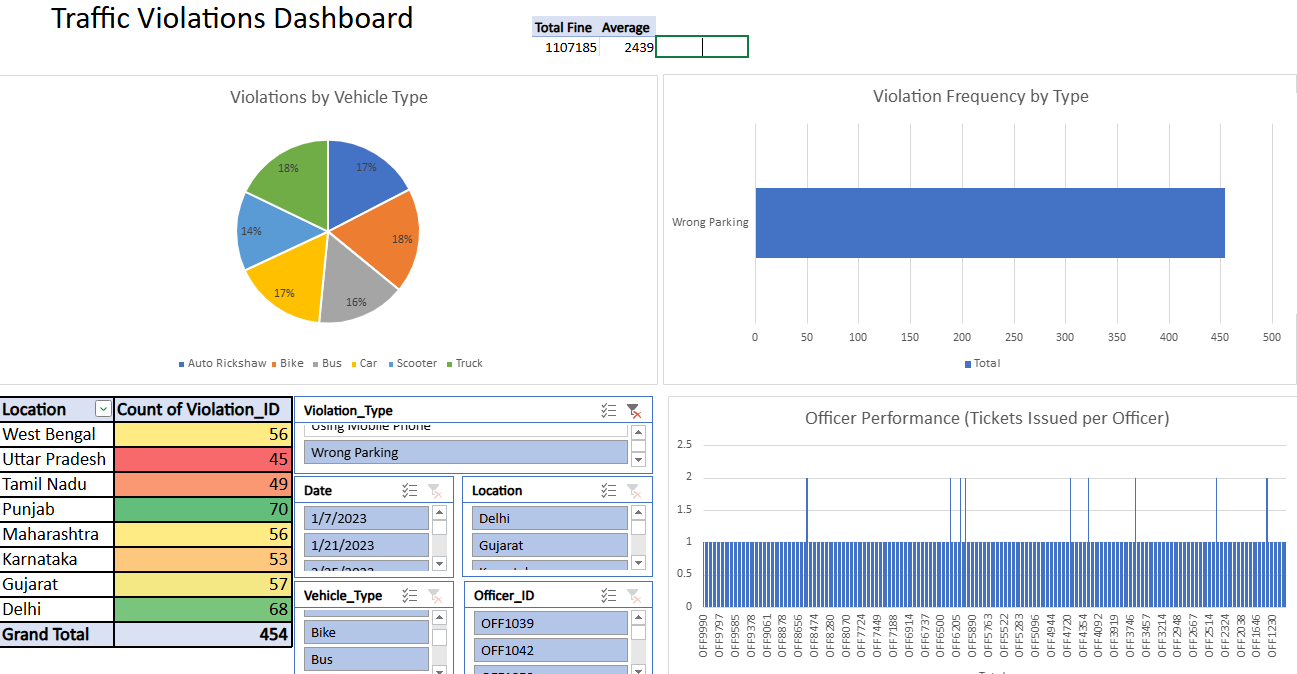 Traffic Violations Dashboard
Total Fine Average
1107185 2439
Violations by Vehicle Type
17%
18%
16%
17%
14%
18%
Auto Rickshaw Bike Bus Car Scooter Truck
Violation Frequency by Type
Wrong Parking
0 50 100 150 200 250 300 350 400 450 500
Total
Location Count of Violation_ID
West Bengal 56
Uttar Pradesh 45
Tamil Nadu 49
Punjab 70
Maharashtra 56
Karnataka 53
Gujarat 57
Delhi 68
Grand Total 454
Violation_Type
Using Mobile Phone
Wrong Parking
Date
1/7/2023
1/21/2023
Location
Delhi
Gujarat
Vehicle_Type
Bike
Bus
Officer_ID
OFF1039
OFF1042
Officer Performance (Tickets Issued per Officer)
2.5
2
1.5
1
0.5
0
OFF9990
OFF9797
OFF9585
OFF9378
OFF9061
OFF8878
OFF8656
OFF8474
OFF8280
OFF8070
OFF7724
OFF7449
OFF7188
OFF6914
OFF6737
OFF6500
OFF6205
OFF5890
OFF5763
OFF5522
OFF5283
OFF5096
OFF4944
OFF4720
OFF4354
OFF4092
OFF3919
OFF3746
OFF3457
OFF3214
OFF2948
OFF2667
OFF2514
OFF2324
OFF2038
OFF1646
OFF1230